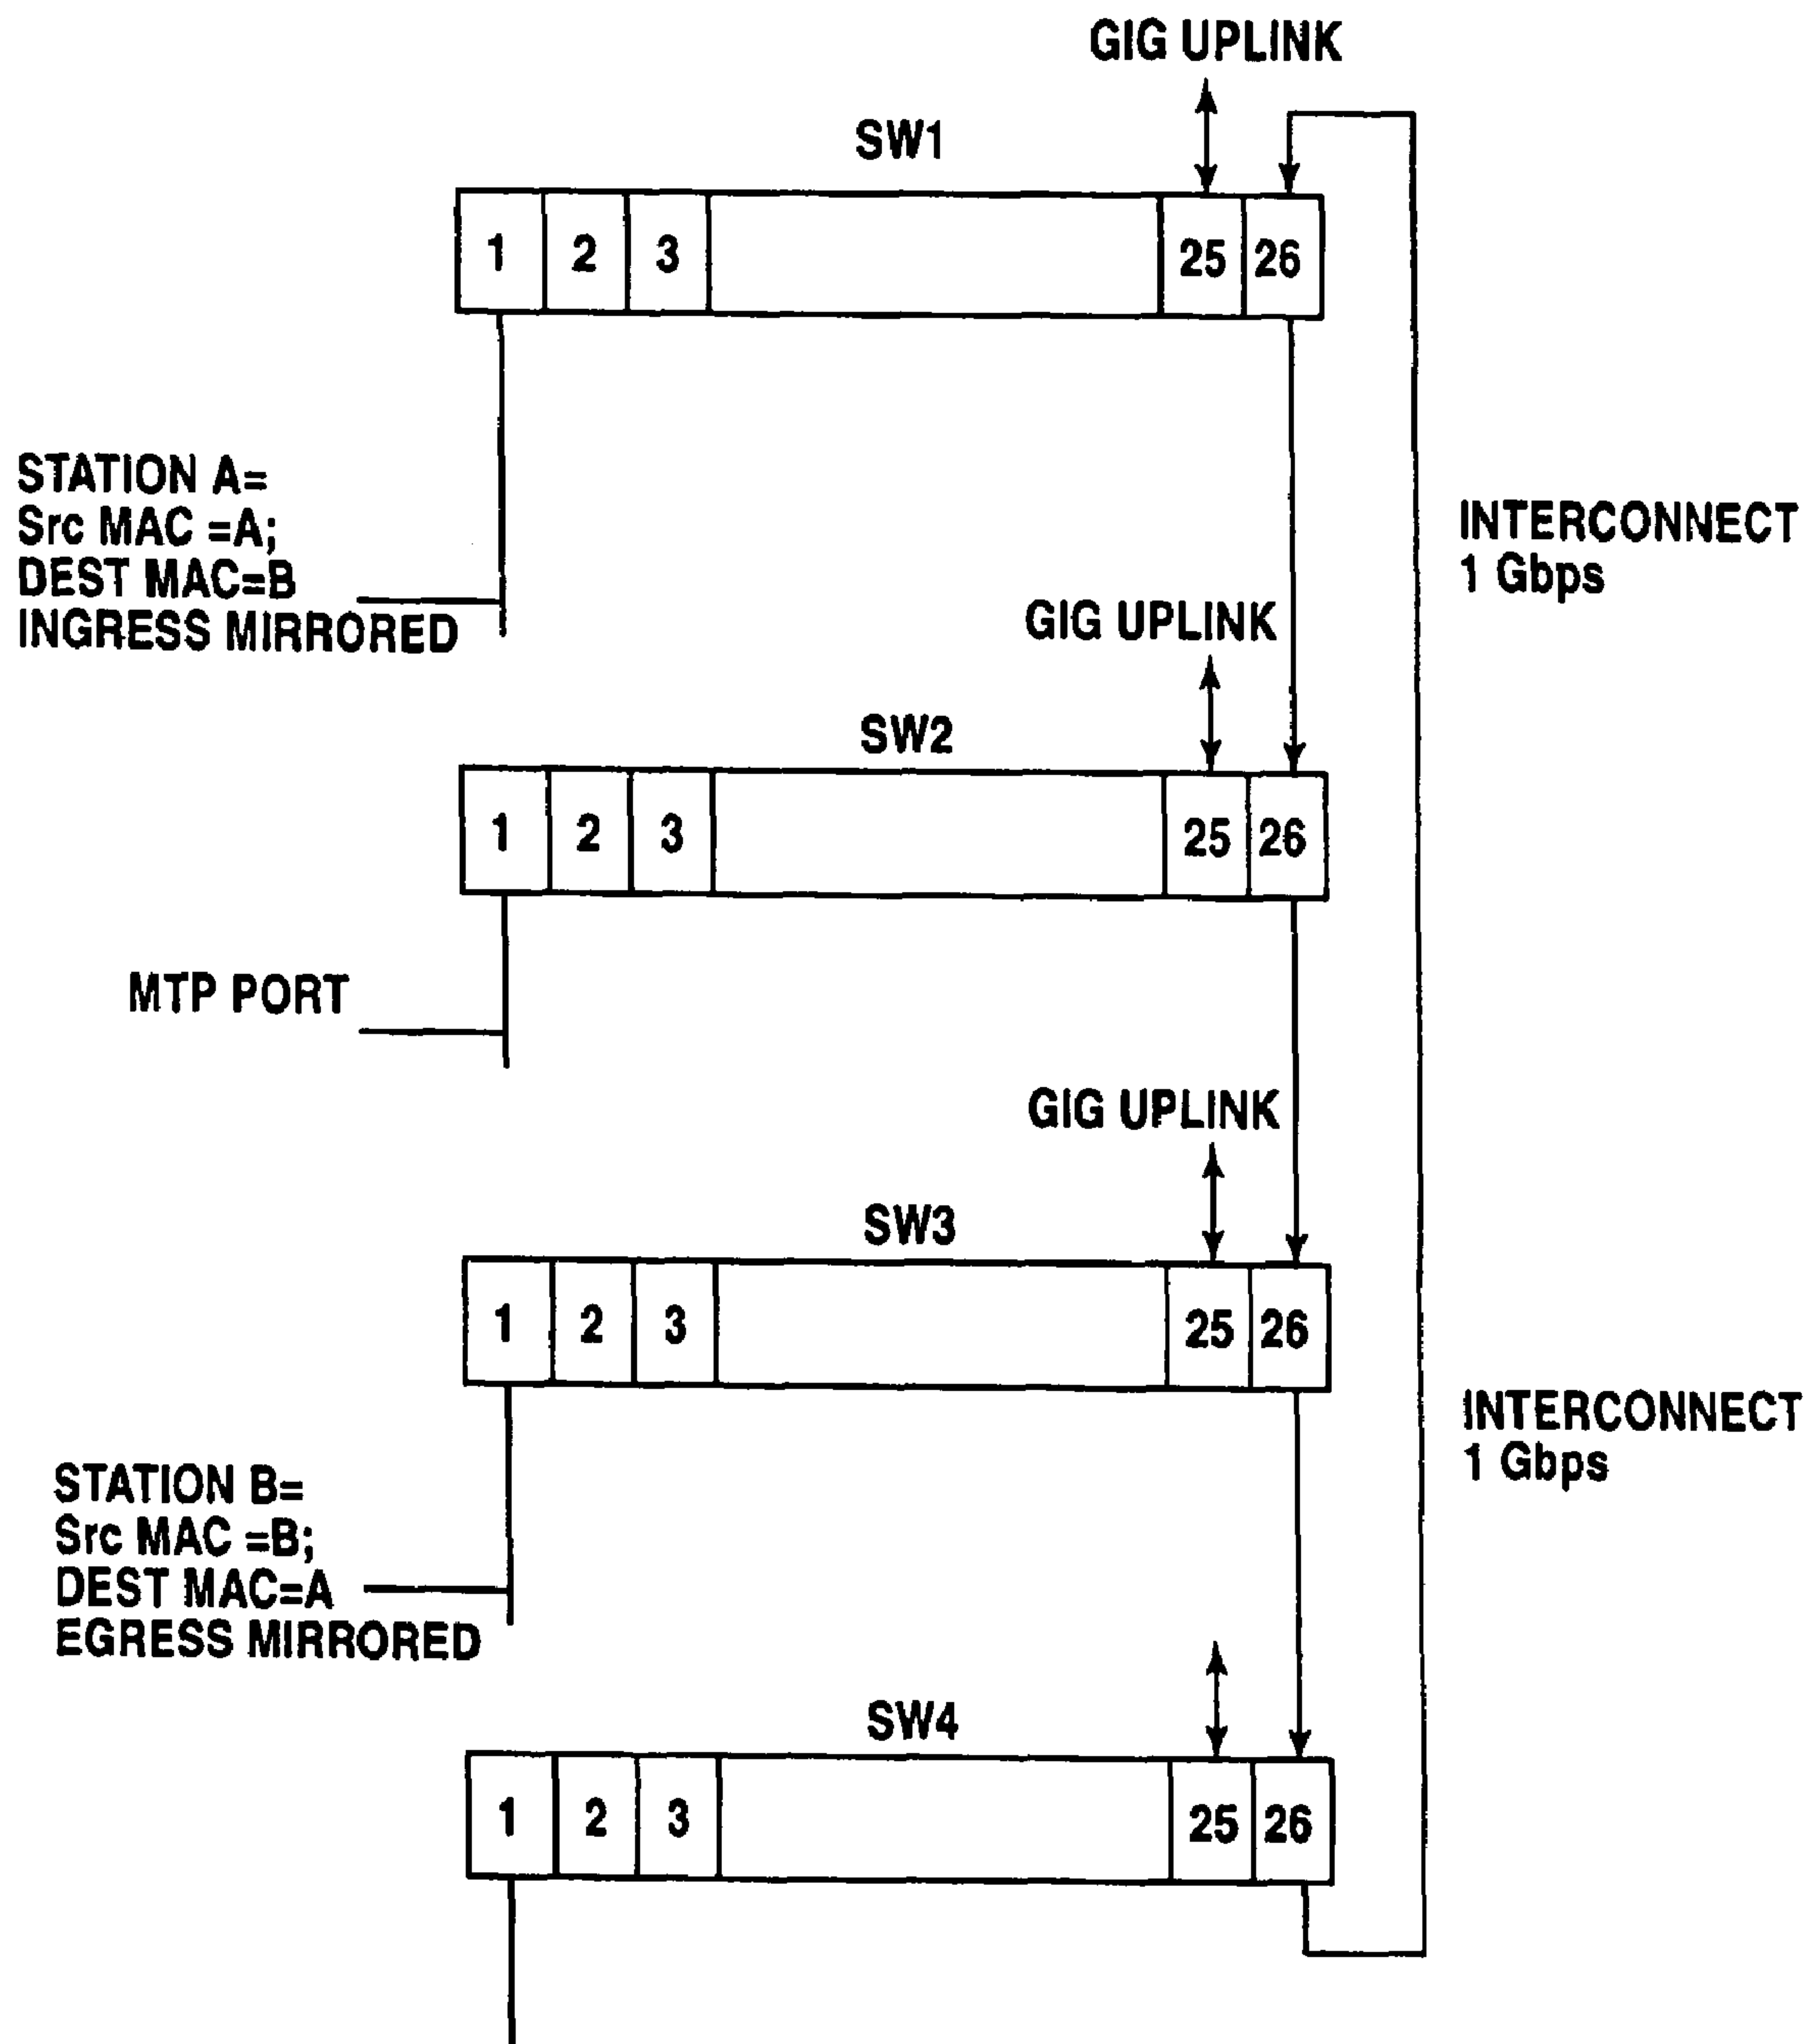 GIG UPLINK
SW1
1 2 3 25 26
STATION A=
Src MAC =A;
DEST MAC=B
INGRESS MIRRORED
INTERCONNECT
1 Gbps
GIG UPLINK
SW2
1 2 3 25 26
MTP PORT
GIG UPLINK
SW3
1 2 3 25 26
INTERCONNECT
1 Gbps
STATION B=
Src MAC =B;
DEST MAC=A
EGRESS MIRRORED
SW4
1 2 3 25 26